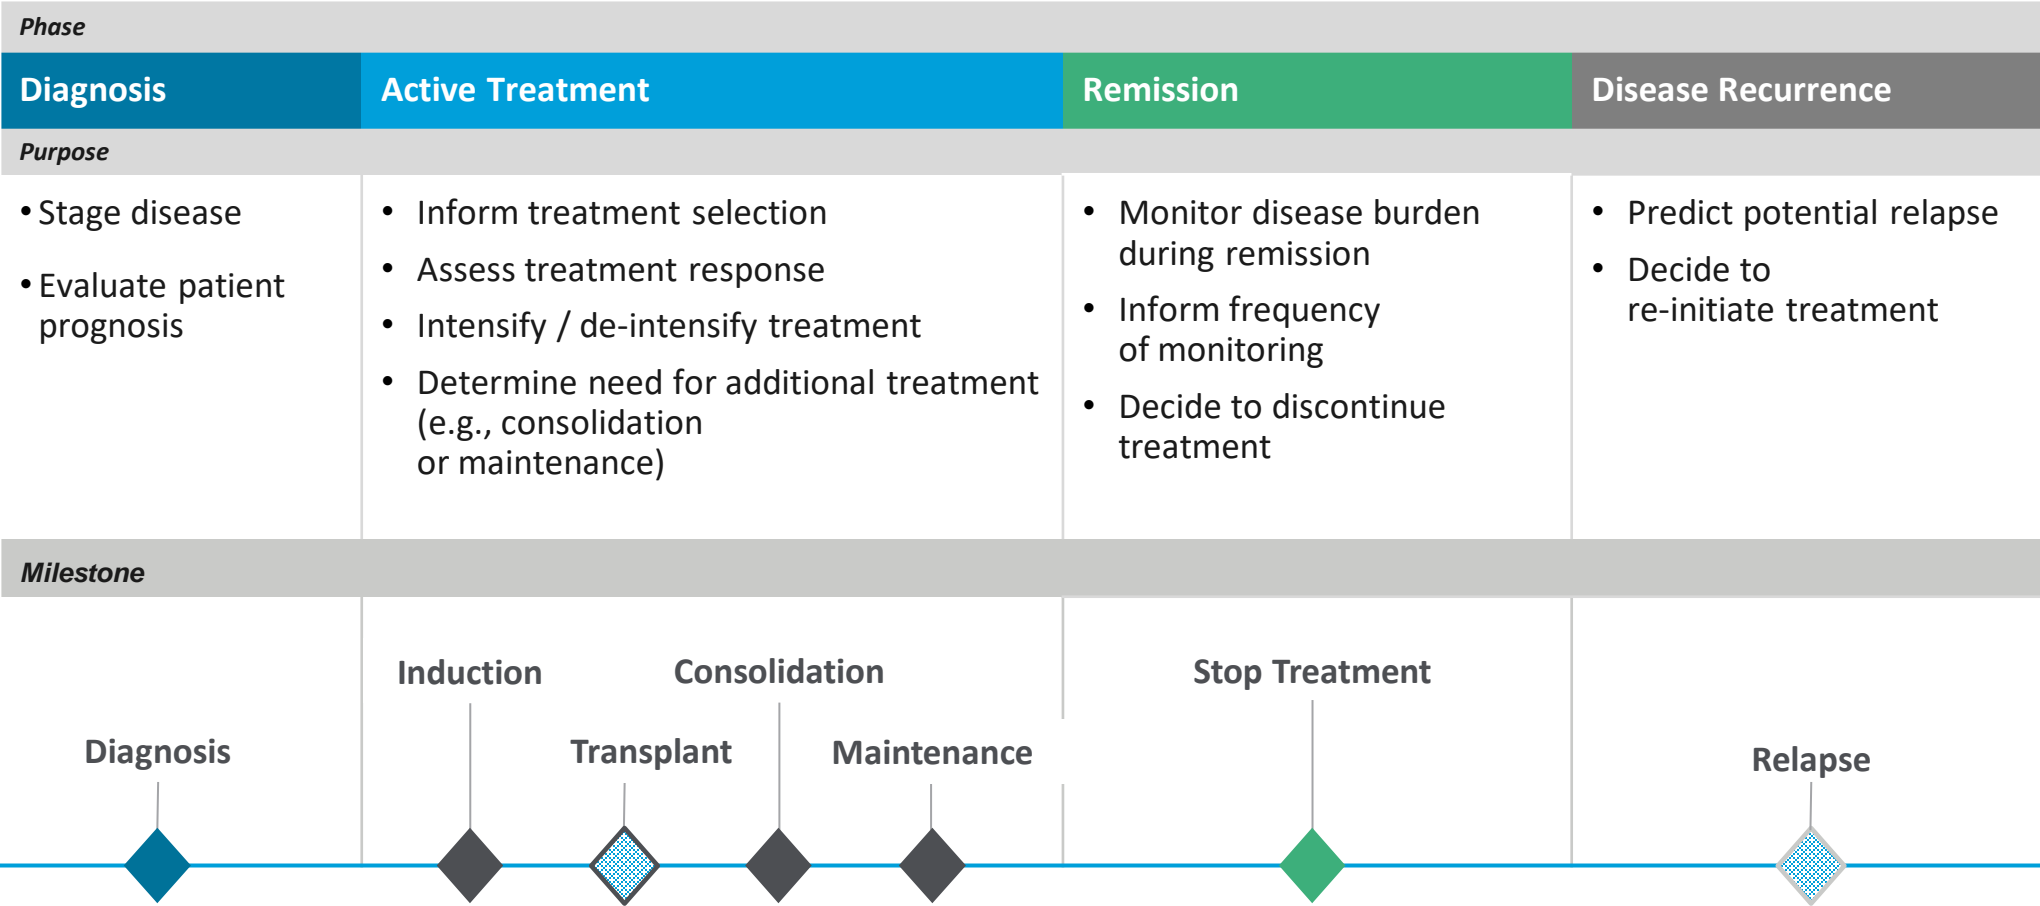 Phase
Diagnosis
Active Treatment
Remission
Disease Recurrence
Purpose
• Stage disease
• Evaluate patient
prognosis
• Inform treatment selection
• Assess treatment response
• Intensify / de-intensify treatment
• Determine need for additional treatment
(e.g., consolidation
or maintenance)
• Monitor disease burden
during remission
• Inform frequency
of monitoring
• Decide to discontinue
treatment
• Predict potential relapse
• Decide to
re-initiate treatment
Milestone
Diagnosis
Induction
Transplant
Consolidation
Maintenance
Stop Treatment
Relapse